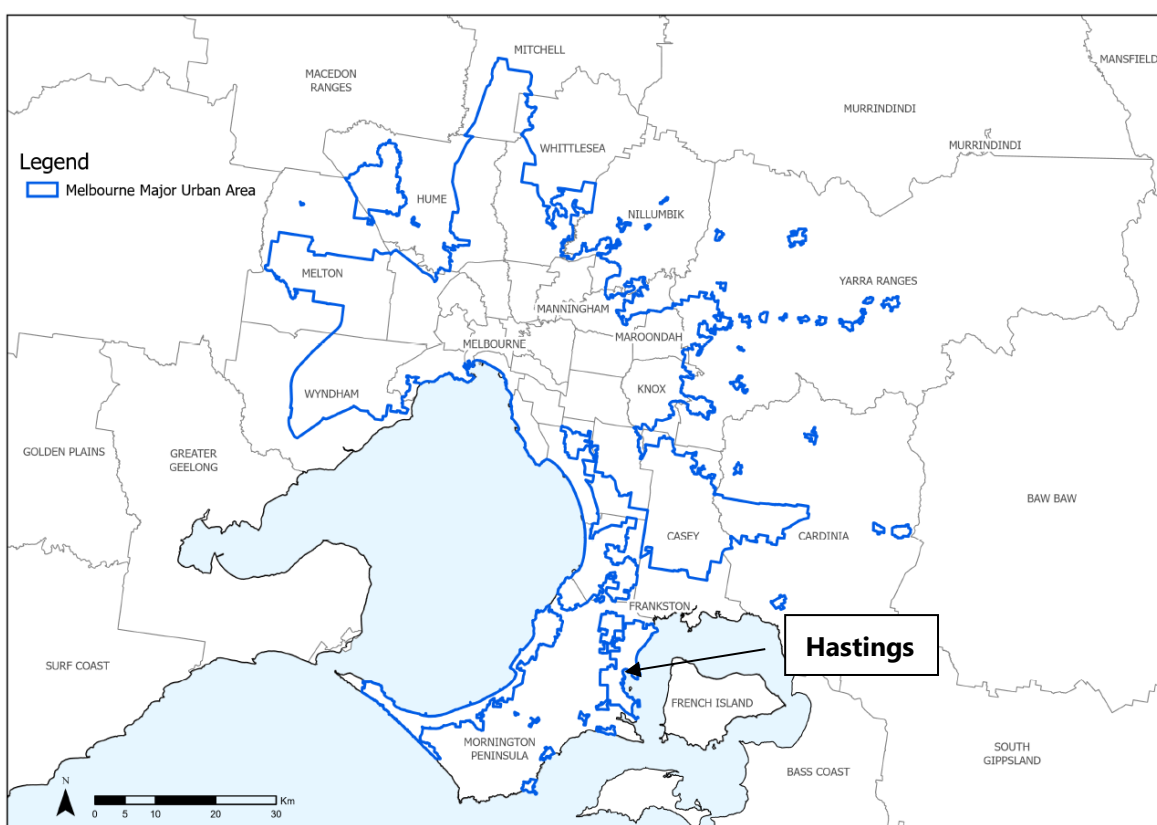 MITCHELL
MANSFIELD
MACEDON
RANGES
MURRINDINDI
MURRINDINDI
WHITTLESEA
Legend
Melbourne Major Urban Area
HUME
NILLUMBIK
MELTON
YARRA RANGES
MANNINGHAM
MAROONDAH
MELBOURNE
KNOX
WYNDHAM
GOLDEN PLAINS
GREATER
GEELONG
BAW BAW
CASEY
CARDINIA
FRANKSTON
Hastings
SURF COAST
FRENCH ISLAND
MORNINGTON
PENINSULA
SOUTH
GIPPSLAND
BASS COAST
N
Km
0 5 10 20 30